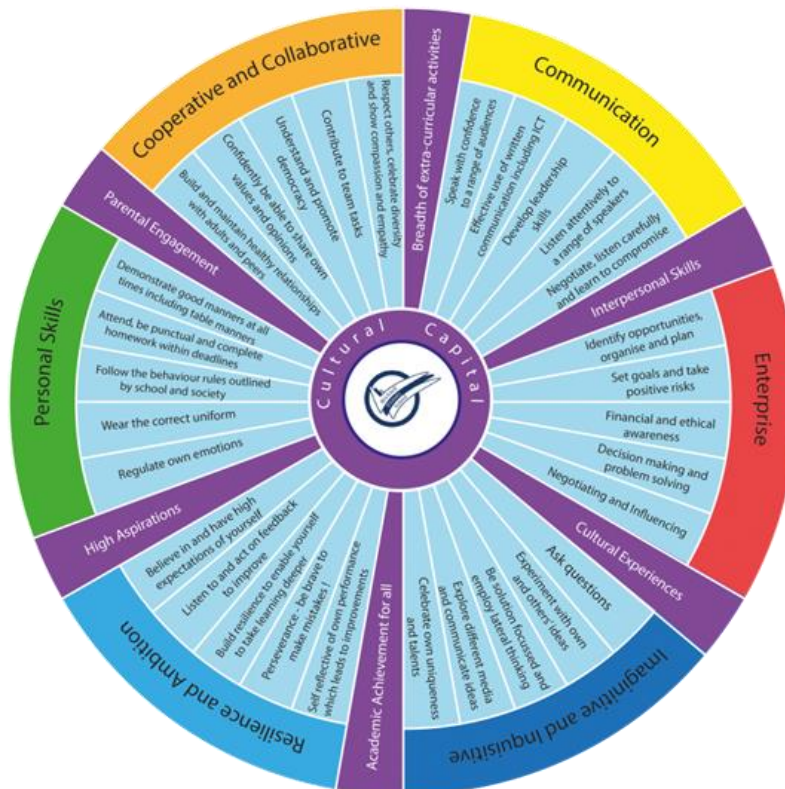 Cultural Capital
Breadth of extra-curricular activities
Communication
Speak with confidence
to a range of audiences
Effective use of written
communication including ICT
Develop leadership
skills
Listen attentively to
a range of speakers
Negotiate, listen carefully
and learn to compromise
Interpersonal Skills
Enterprise
Identify opportunities,
organise and plan
Set goals and take
positive risks
Financial and ethical
awareness
Decision making and
problem solving
Negotiating and Influencing
Cultural Experiences
Imaginitive and Inquisitive
Ask questions
Experiment with own
and others' ideas
Be solution focussed and
employ lateral thinking
Explore different media
and communicate ideas
Celebrate own uniqueness
and talents
Academic Achievement for all
Resilience and Ambition
Self reflective of own performance
which leads to improvements
Perseverance - be brave to
make mistakes !
Build resilience to enable yourself
to take learning deeper
Listen to and act on feedback
to improve
Believe in and have high
expectations of yourself
High Aspirations
Personal Skills
Regulate own emotions
Wear the correct uniform
Follow the behaviour rules outlined
by school and society
Attend, be punctual and complete
homework within deadlines
Demonstrate good manners at all
times including table manners
Parental Engagement
Cooperative and Collaborative
Build and maintain healthy relationships
with adults and peers
Confidently be able to share own
values and opinions
Understand and promote
democracy
Contribute to team tasks
Respect others, celebrate diversity
and show compassion and empathy